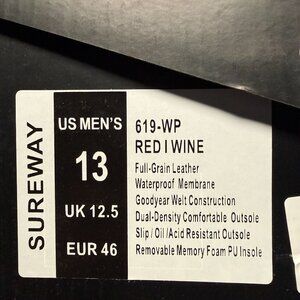 SUREWAY
US MEN'S
13
UK 12.5
EUR 46
619-WP
RED I WINE
Full-Grain Leather
Waterproof Membrane
Goodyear Welt Construction
Dual-Density Comfortable Outsole
Slip / Oil /Acid Resistant Outsole
Removable Memory Foam PU Insole